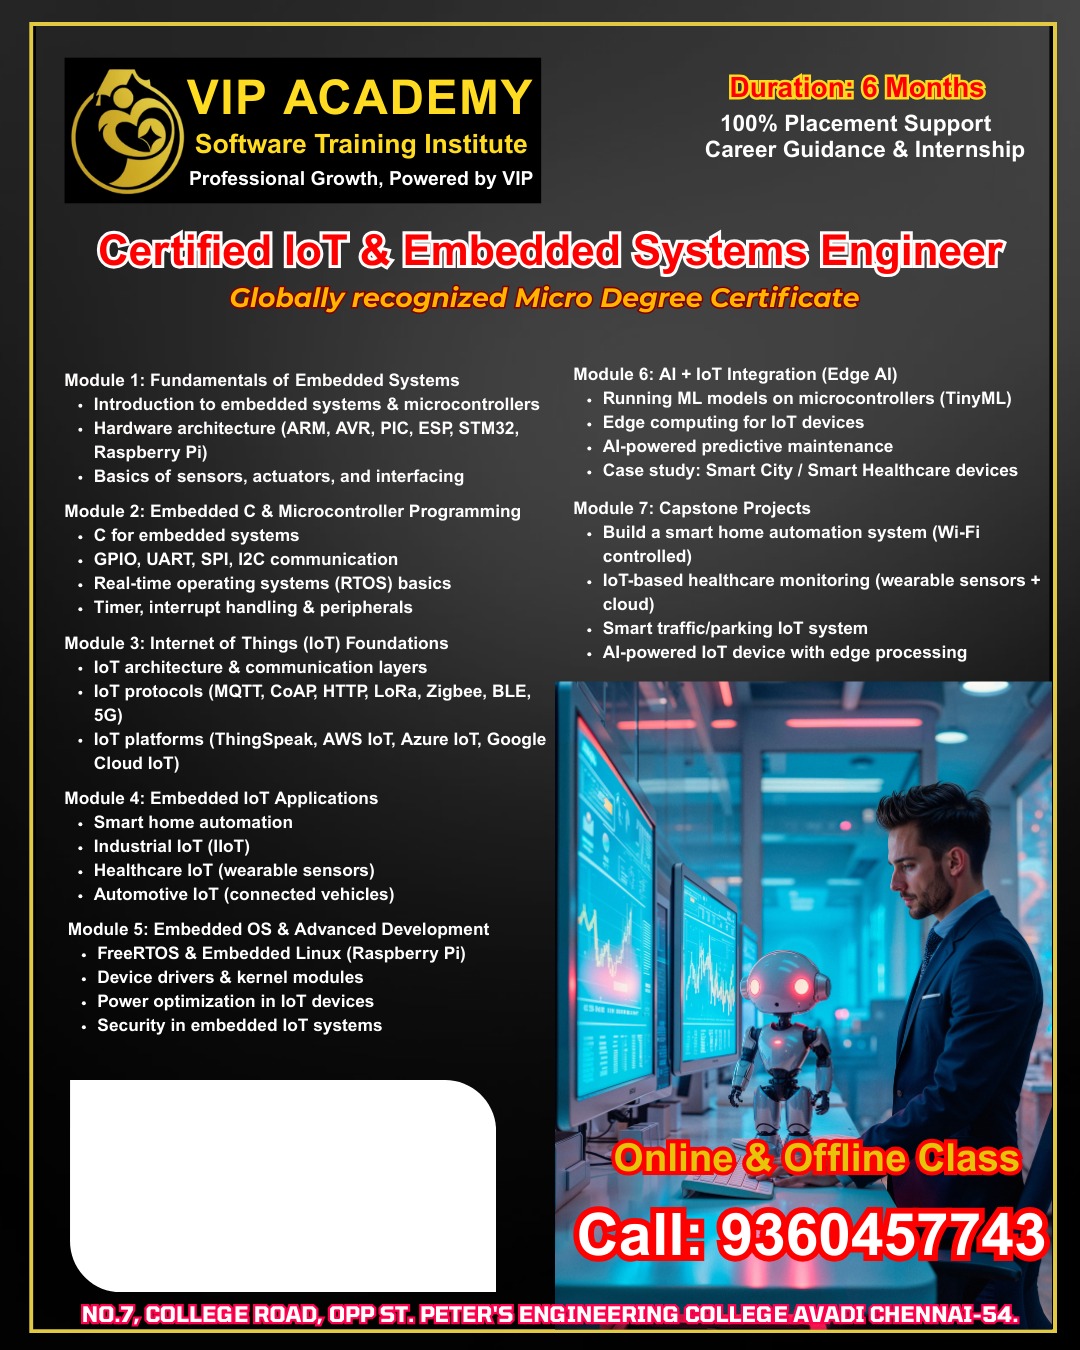 VIP ACADEMY
Software Training Institute
Professional Growth, Powered by VIP
Duration: 6 Months
100% Placement Support
Career Guidance & Internship
Certified IoT & Embedded Systems Engineer
Globally recognized Micro Degree Certificate
Module 1: Fundamentals of Embedded Systems
• Introduction to embedded systems & microcontrollers
• Hardware architecture (ARM, AVR, PIC, ESP, STM32,
Raspberry Pi)
• Basics of sensors, actuators, and interfacing
Module 2: Embedded C & Microcontroller Programming
• C for embedded systems
• GPIO, UART, SPI, I2C communication
• Real-time operating systems (RTOS) basics
• Timer, interrupt handling & peripherals
Module 3: Internet of Things (IoT) Foundations
• IoT architecture & communication layers
• IoT protocols (MQTT, CoAP, HTTP, LoRa, Zigbee, BLE,
5G)
• IoT platforms (ThingSpeak, AWS IoT, Azure IoT, Google
Cloud IoT)
Module 4: Embedded IoT Applications
• Smart home automation
• Industrial IoT (IIoT)
• Healthcare IoT (wearable sensors)
• Automotive IoT (connected vehicles)
Module 5: Embedded OS & Advanced Development
• FreeRTOS & Embedded Linux (Raspberry Pi)
• Device drivers & kernel modules
• Power optimization in IoT devices
• Security in embedded IoT systems
Module 6: AI + IoT Integration (Edge AI)
• Running ML models on microcontrollers (TinyML)
• Edge computing for IoT devices
• AI-powered predictive maintenance
• Case study: Smart City / Smart Healthcare devices
Module 7: Capstone Projects
• Build a smart home automation system (Wi-Fi
controlled)
• IoT-based healthcare monitoring (wearable sensors +
cloud)
• Smart traffic/parking IoT system
• AI-powered IoT device with edge processing
Online & Offline Class
Call: 9360457743
NO.7, COLLEGE ROAD, OPP ST. PETER'S ENGINEERING COLLEGE AVADI CHENNAI-54.